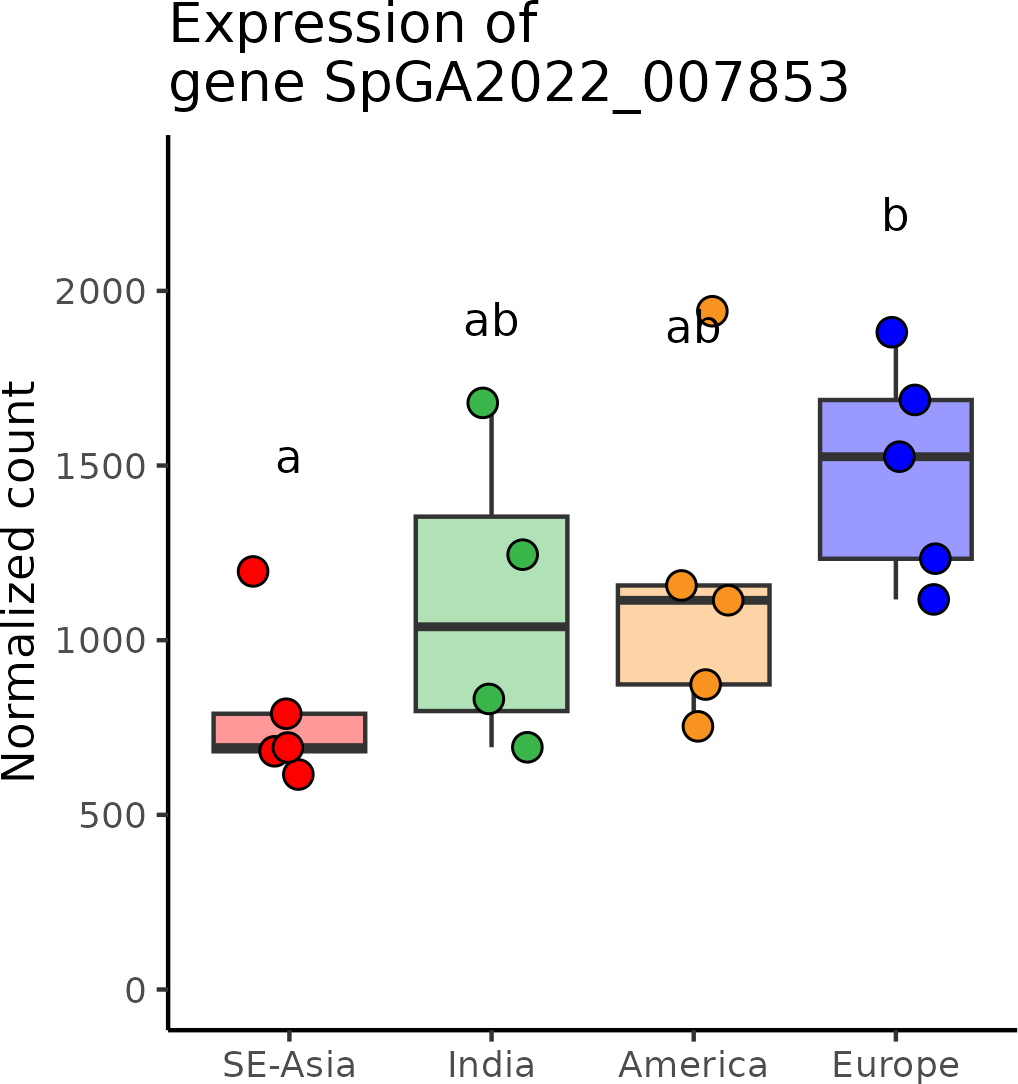 Expression of
gene SpGA2022_007853
Normalized count
2000
1500
1000
500
0
a
ab
ab
b
SE-Asia
India
America
Europe